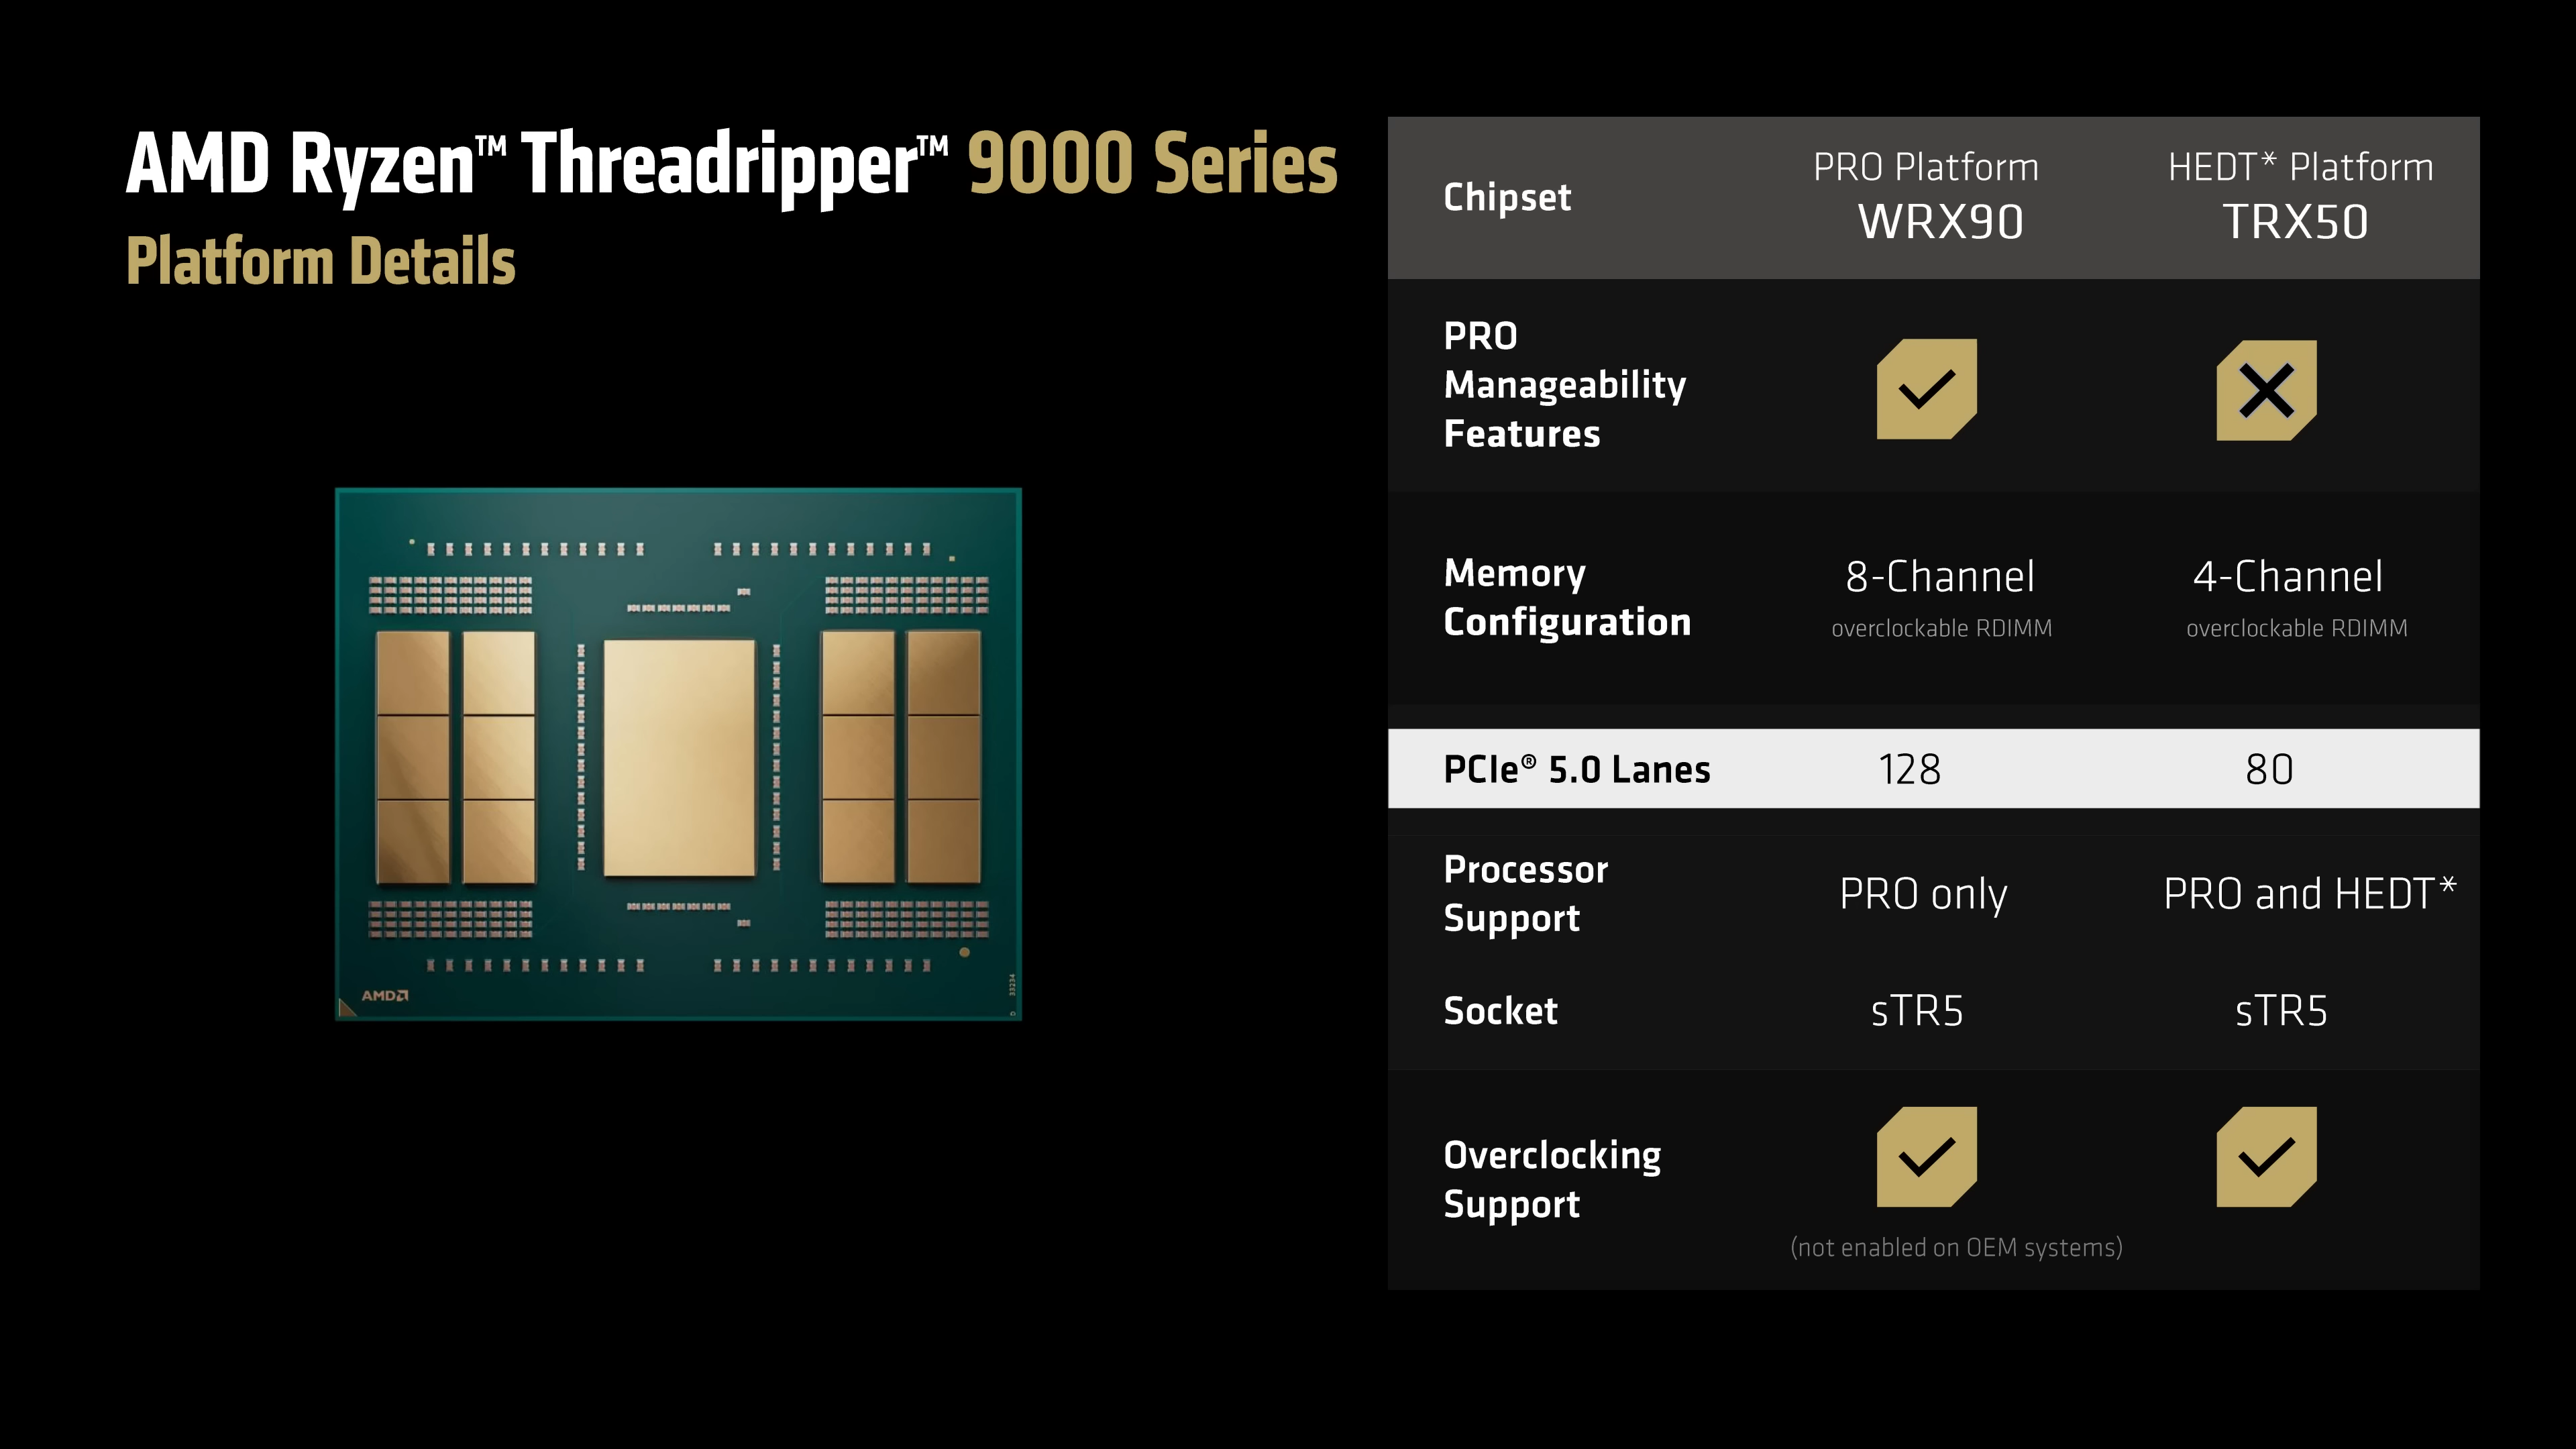 AMD Ryzen™ Threadripper™ 9000 Series
Platform Details
Chipset
PRO Platform
WRX90
HEDT* Platform
TRX50
PRO
Manageability
Features
Memory
Configuration
8-Channel
overclockable RDIMM
4-Channel
overclockable RDIMM
PCIe® 5.0 Lanes
128
80
Processor
Support
PRO only
PRO and HEDT*
Socket
sTR5
sTR5
Overclocking
Support
(not enabled on OEM systems)
AMD